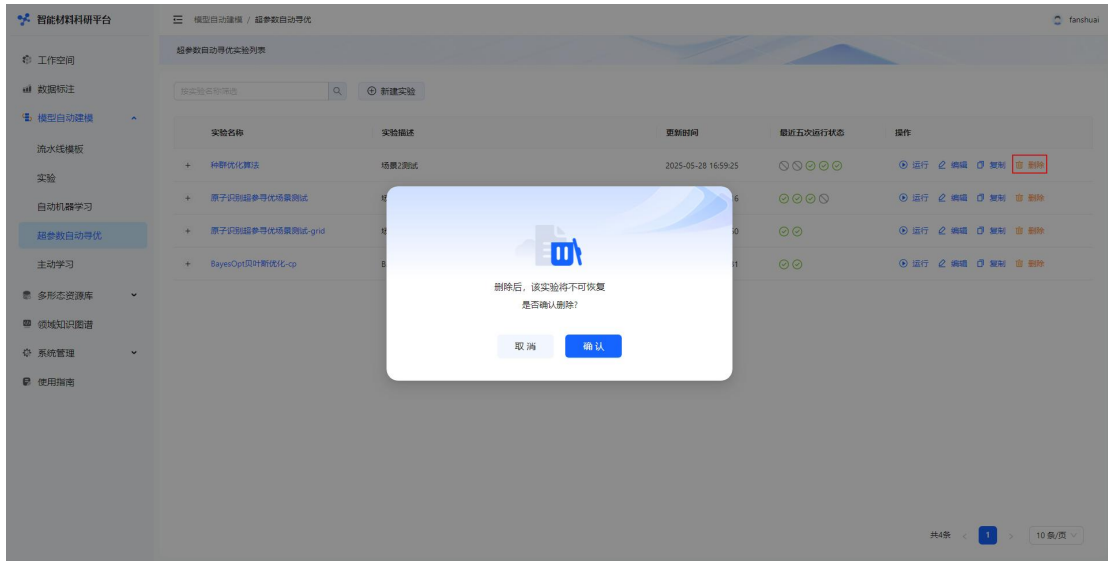 智能材料科研平台
模型自动建模 / 超参数自动寻优
fanshuai
工作空间
数据标注
模型自动建模
流水线模板
实验
自动机器学习
超参数自动寻优
主动学习
多形态资源库
领域知识图谱
系统管理
使用指南
超参数自动寻优实验列表
按实验名称筛选
新建实验
实验名称 实验描述 更新时间 最近五次运行状态 操作
+ 种群优化算法 场景2测试 2025-05-28 16:59:25 运行 编辑 复制 删除
+ 原子识别超参寻优场景测试 运行 编辑 复制 删除
+ 原子识别超参寻优场景测试-grid 运行 编辑 复制 删除
+ BayesOpt贝叶斯优化-cp 运行 编辑 复制 删除
删除后，该实验将不可恢复
是否确认删除?
取消 确认
共4条 < 1 > 10 条/页